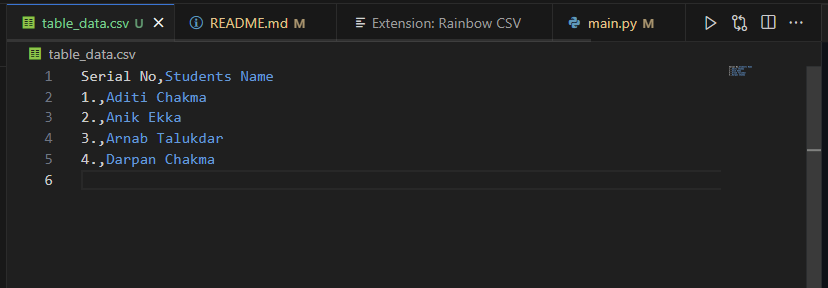 table_data.csv U
README.md M
Extension: Rainbow CSV
main.py M
table_data.csv
1 Serial No,Students Name
2 1.,Aditi Chakma
3 2.,Anik Ekka
4 3.,Arnab Talukdar
5 4.,Darpan Chakma
6